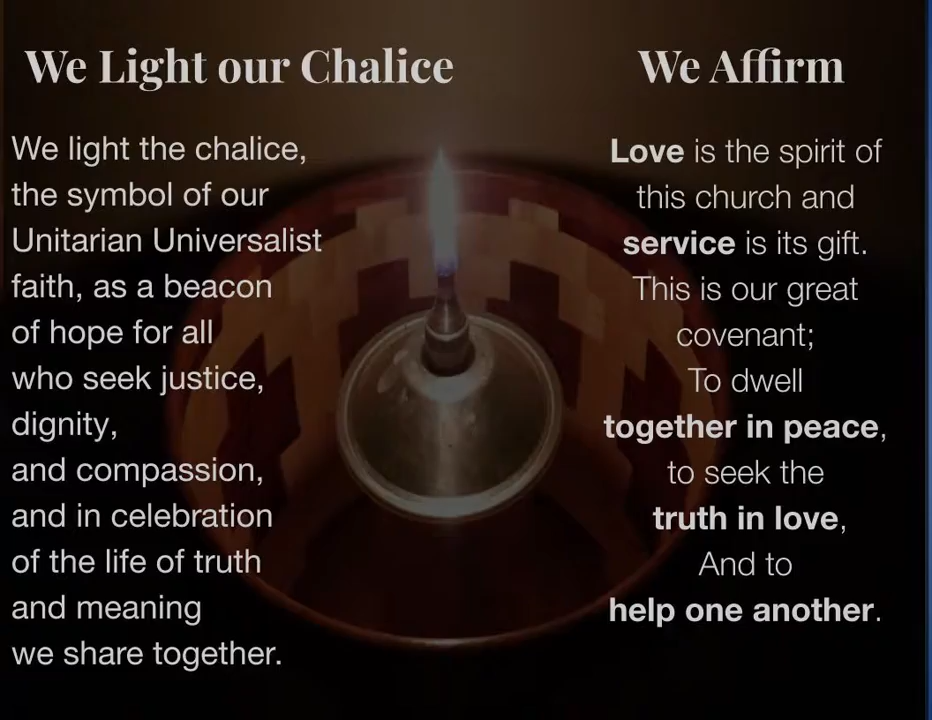 We Light our Chalice
We light the chalice,
the symbol of our
Unitarian Universalist
faith, as a beacon
of hope for all
who seek justice,
dignity,
and compassion,
and in celebration
of the life of truth
and meaning
we share together.
We Affirm
Love is the spirit of
this church and
service is its gift.
This is our great
covenant;
To dwell
together in peace,
to seek the
truth in love,
And to
help one another.